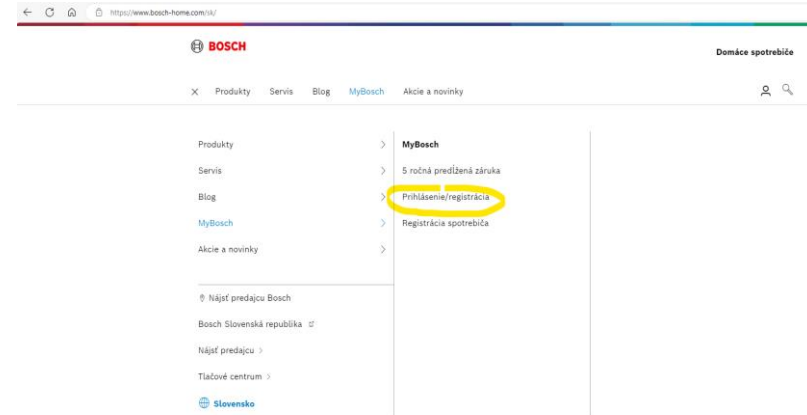 https://www.bosch-home.com/sk/
BOSCH
Domáce spotrebiče
Produkty Servis Blog MyBosch Akcie a novinky
Produkty
Servis
Blog
MyBosch
Akcie a novinky
MyBosch
5 ročná predĺžená záruka
Prihlásenie/registrácia
Registrácia spotrebiča
Nájsť predajcu Bosch
Bosch Slovenská republika
Nájsť predajcu
Tlačové centrum
Slovensko